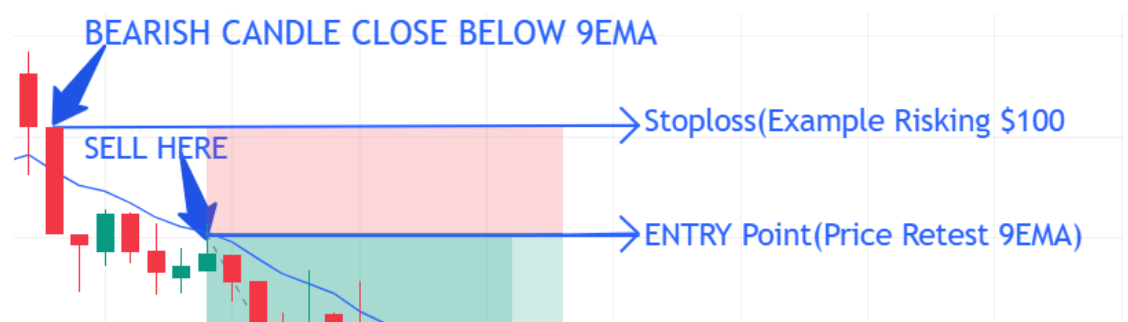 BEARISH CANDLE CLOSE BELOW 9EMA
Stoploss(Example Risking $100
SELL HERE
ENTRY Point(Price Retest 9EMA)